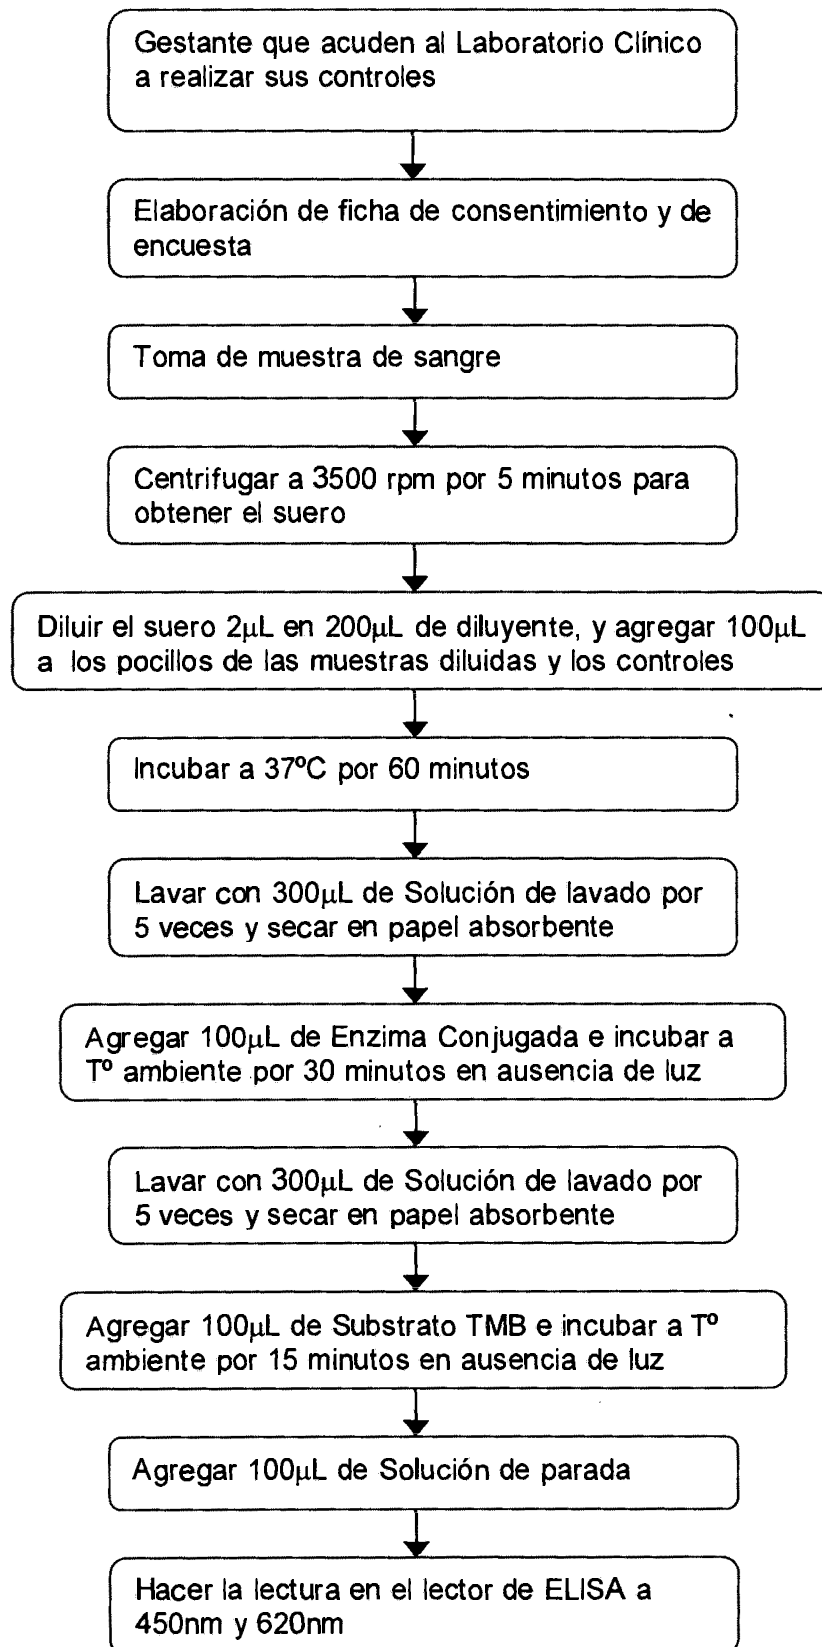 Gestante que acuden al Laboratorio Clínico
a realizar sus controles
Elaboración de ficha de consentimiento y de
encuesta
Toma de muestra de sangre
Centrifugar a 3500 rpm por 5 minutos para
obtener el suero
Diluir el suero 2µL en 200µL de diluyente, y agregar 100µL
a los pocillos de las muestras diluidas y los controles
Incubar a 37ºC por 60 minutos
Lavar con 300µL de Solución de lavado por
5 veces y secar en papel absorbente
Agregar 100µL de Enzima Conjugada e incubar a
Tº ambiente por 30 minutos en ausencia de luz
Lavar con 300µL de Solución de lavado por
5 veces y secar en papel absorbente
Agregar 100µL de Substrato TMB e incubar a Tº
ambiente por 15 minutos en ausencia de luz
Agregar 100µL de Solución de parada
Hacer la lectura en el lector de ELISA a
450nm y 620nm